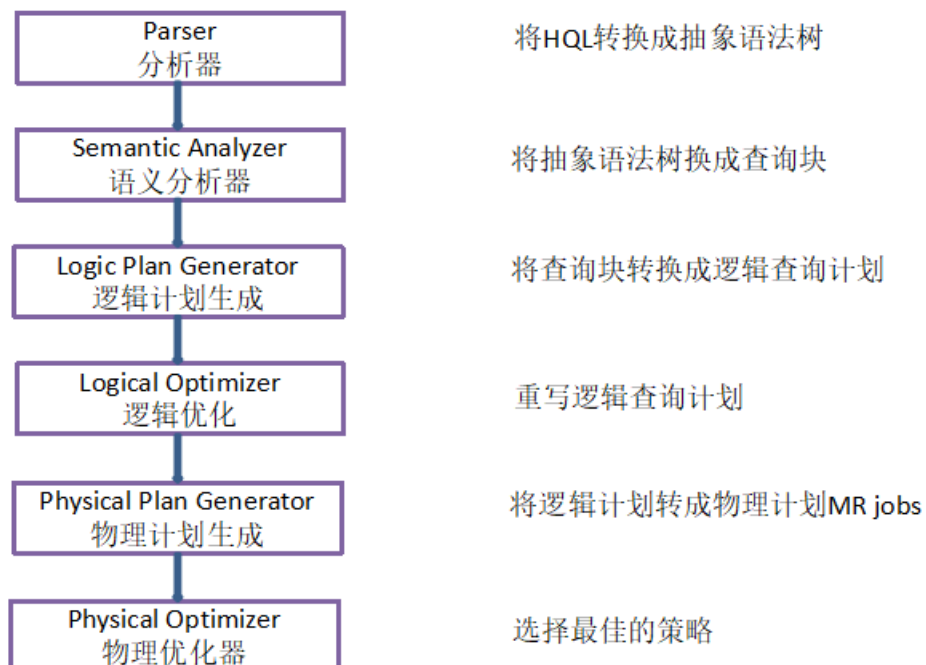 Parser
分析器
将HQL转换成抽象语法树
Semantic Analyzer
语义分析器
将抽象语法树换成查询块
Logic Plan Generator
逻辑计划生成
将查询块转换成逻辑查询计划
Logical Optimizer
逻辑优化
重写逻辑查询计划
Physical Plan Generator
物理计划生成
将逻辑计划转成物理计划MR jobs
Physical Optimizer
物理优化器
选择最佳的策略